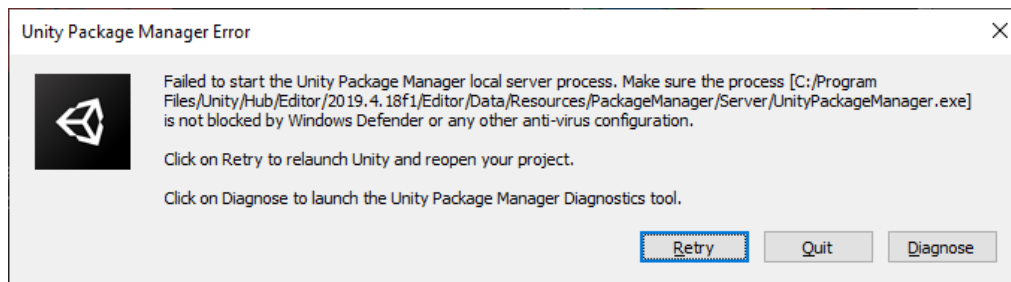 Unity Package Manager Error
Failed to start the Unity Package Manager local server process. Make sure the process [C:/Program
Files/Unity/Hub/Editor/2019.4.18f1/Editor/Data/Resources/PackageManager/Server/UnityPackageManager.exe]
is not blocked by Windows Defender or any other anti-virus configuration.
Click on Retry to relaunch Unity and reopen your project.
Click on Diagnose to launch the Unity Package Manager Diagnostics tool.
Retry Quit Diagnose